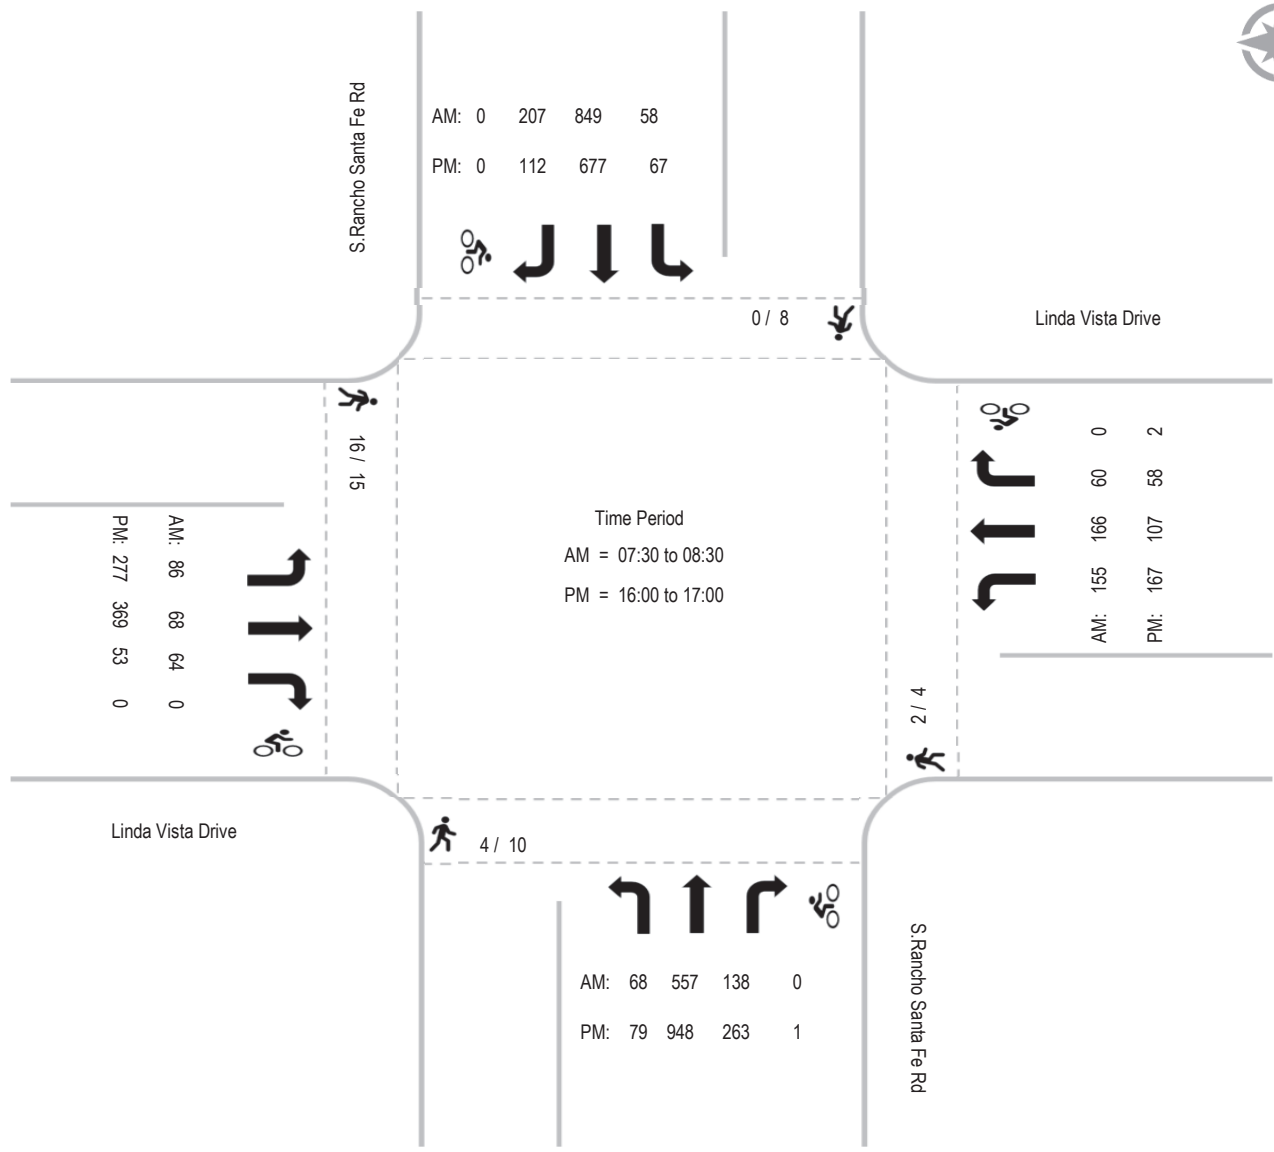 S.Rancho Santa Fe Rd
AM: 0 207 849 58
PM: 0 112 677 67
0 / 8
Linda Vista Drive
16 / 15
Time Period
AM = 07:30 to 08:30
PM = 16:00 to 17:00
AM: 86 68 64 0
PM: 277 369 53 0
AM: 155 166 60 0
PM: 167 107 58 2
2 / 4
Linda Vista Drive
4 / 10
AM: 68 557 138 0
PM: 79 948 263 1
S.Rancho Santa Fe Rd